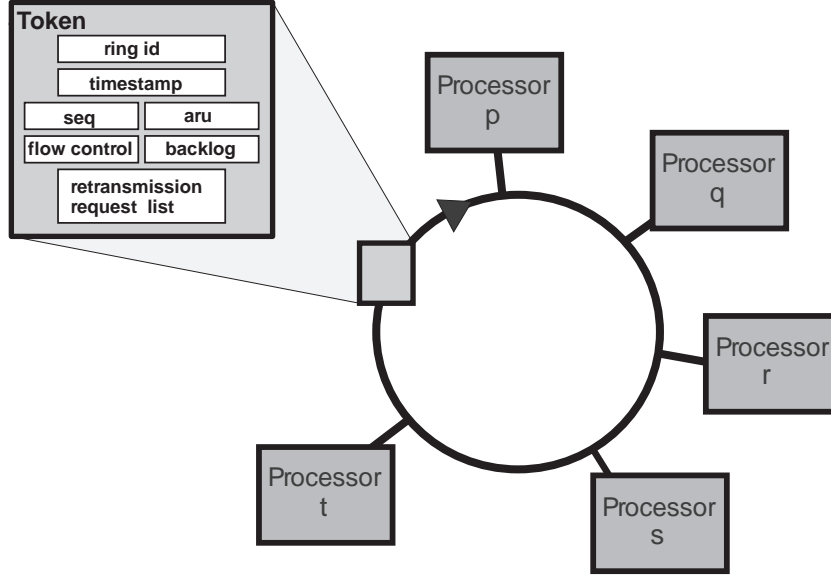 Token
ring id
timestamp
seq
aru
flow control
backlog
retransmission
request list
Processor
p
Processor
q
Processor
r
Processor
s
Processor
t